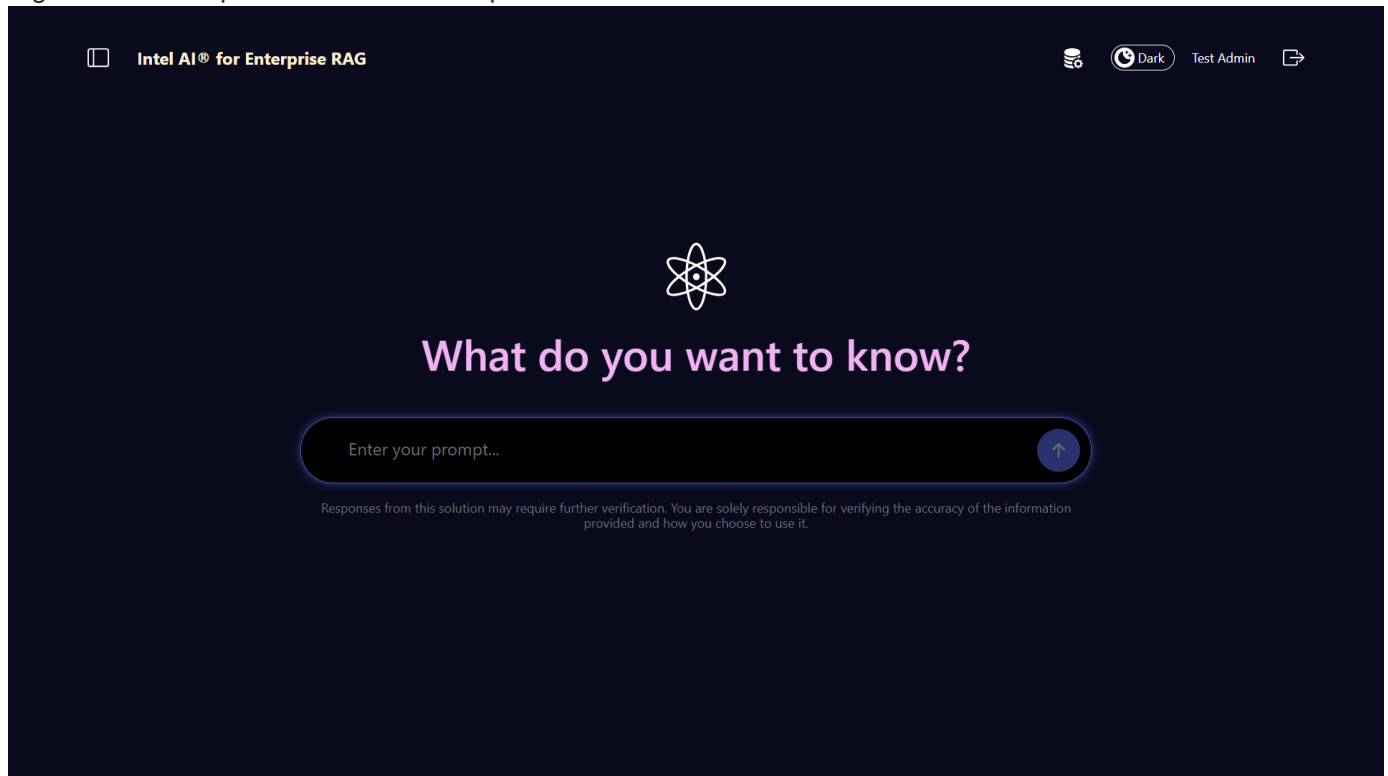 Intel AI® for Enterprise RAG
Dark
Test Admin
What do you want to know?
Enter your prompt...
Responses from this solution may require further verification. You are solely responsible for verifying the accuracy of the information
provided and how you choose to use it.